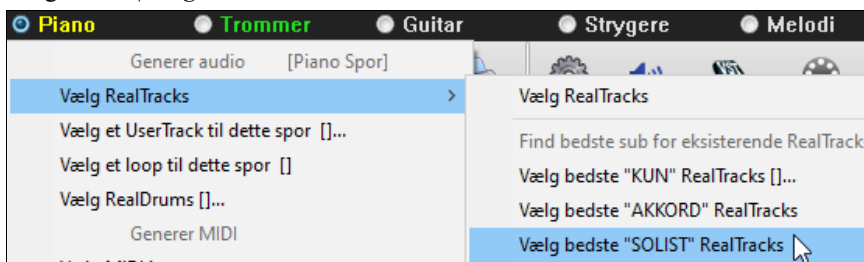 Piano Trommer Guitar Strygere Melodi
Generer audio [Piano Spor]
Vælg RealTracks >
Vælg et UserTrack til dette spor []...
Vælg et loop til dette spor []
Vælg RealDrums []...
Generer MIDI
Vælg RealTracks
Find bedste sub for eksisterende RealTrack
Vælg bedste "KUN" RealTracks []...
Vælg bedste "AKKORD" RealTracks
Vælg bedste "SOLIST" RealTracks